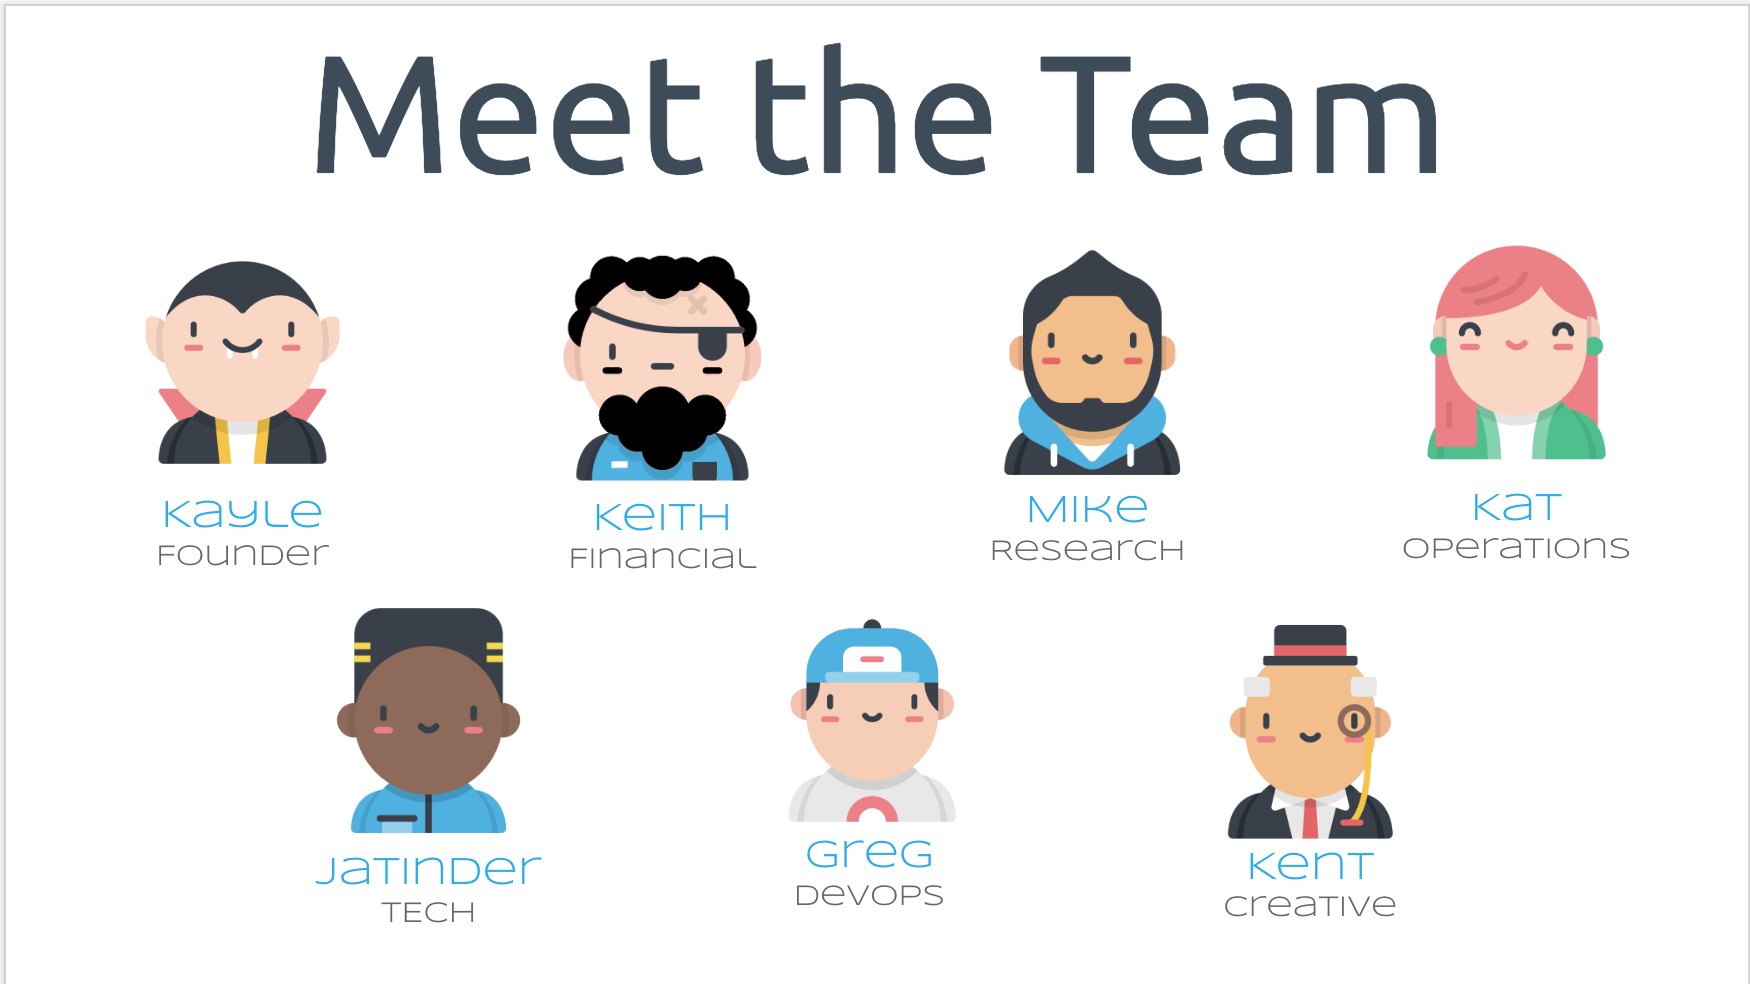 Meet the Team
Kayle
Founder
Keith
Financial
Mike
Research
Kat
Operations
Jatinder
Tech
Greg
DevOps
Kent
Creative